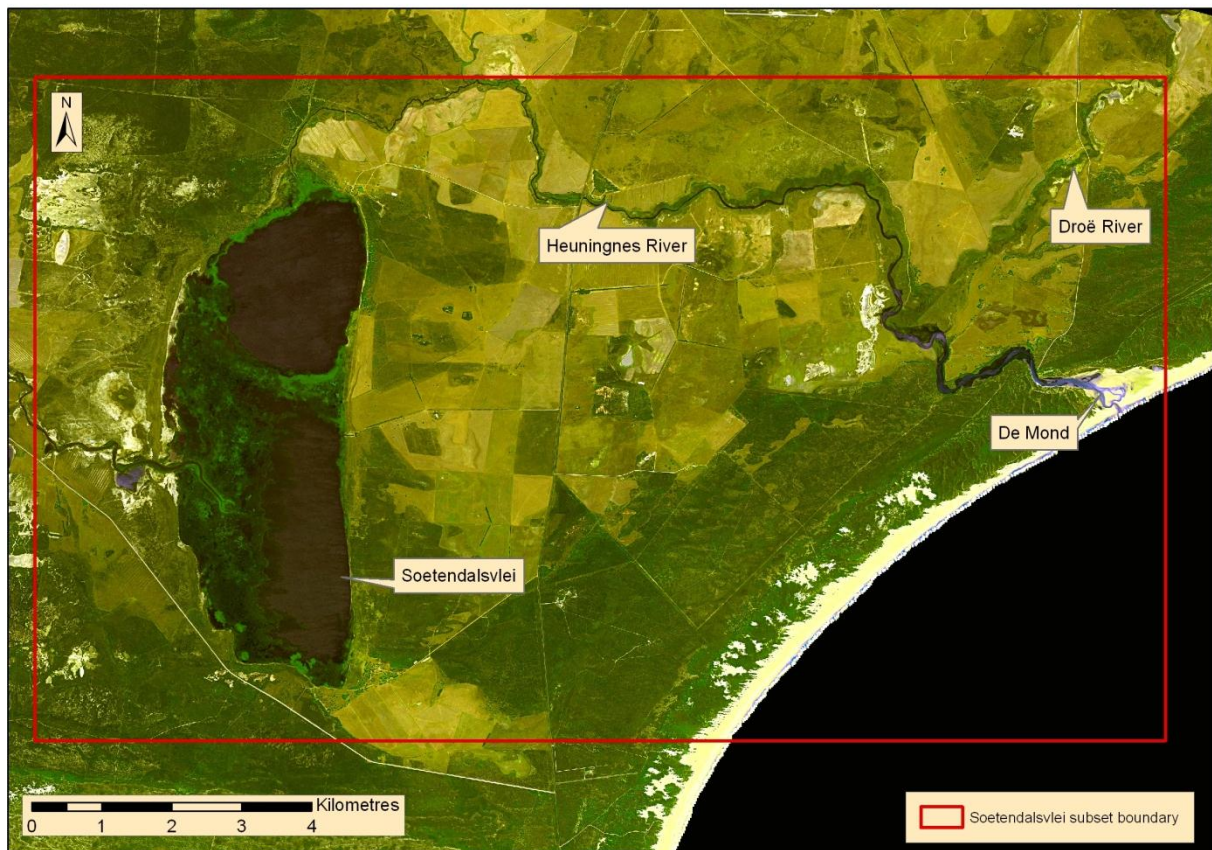 N
Heuningnes River
Droë River
De Mond
Soetendalsvlei
Kilometres
0 1 2 3 4
Soetendalsvlei subset boundary